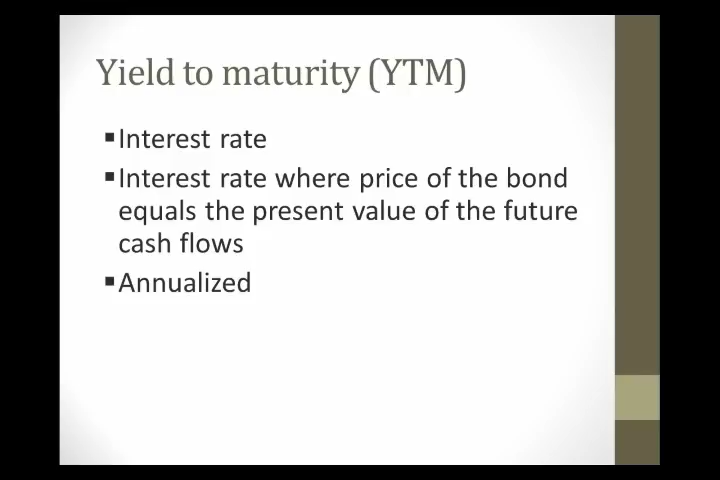 Yield to maturity (YTM)
▪Interest rate
▪Interest rate where price of the bond
equals the present value of the future
cash flows
▪Annualized